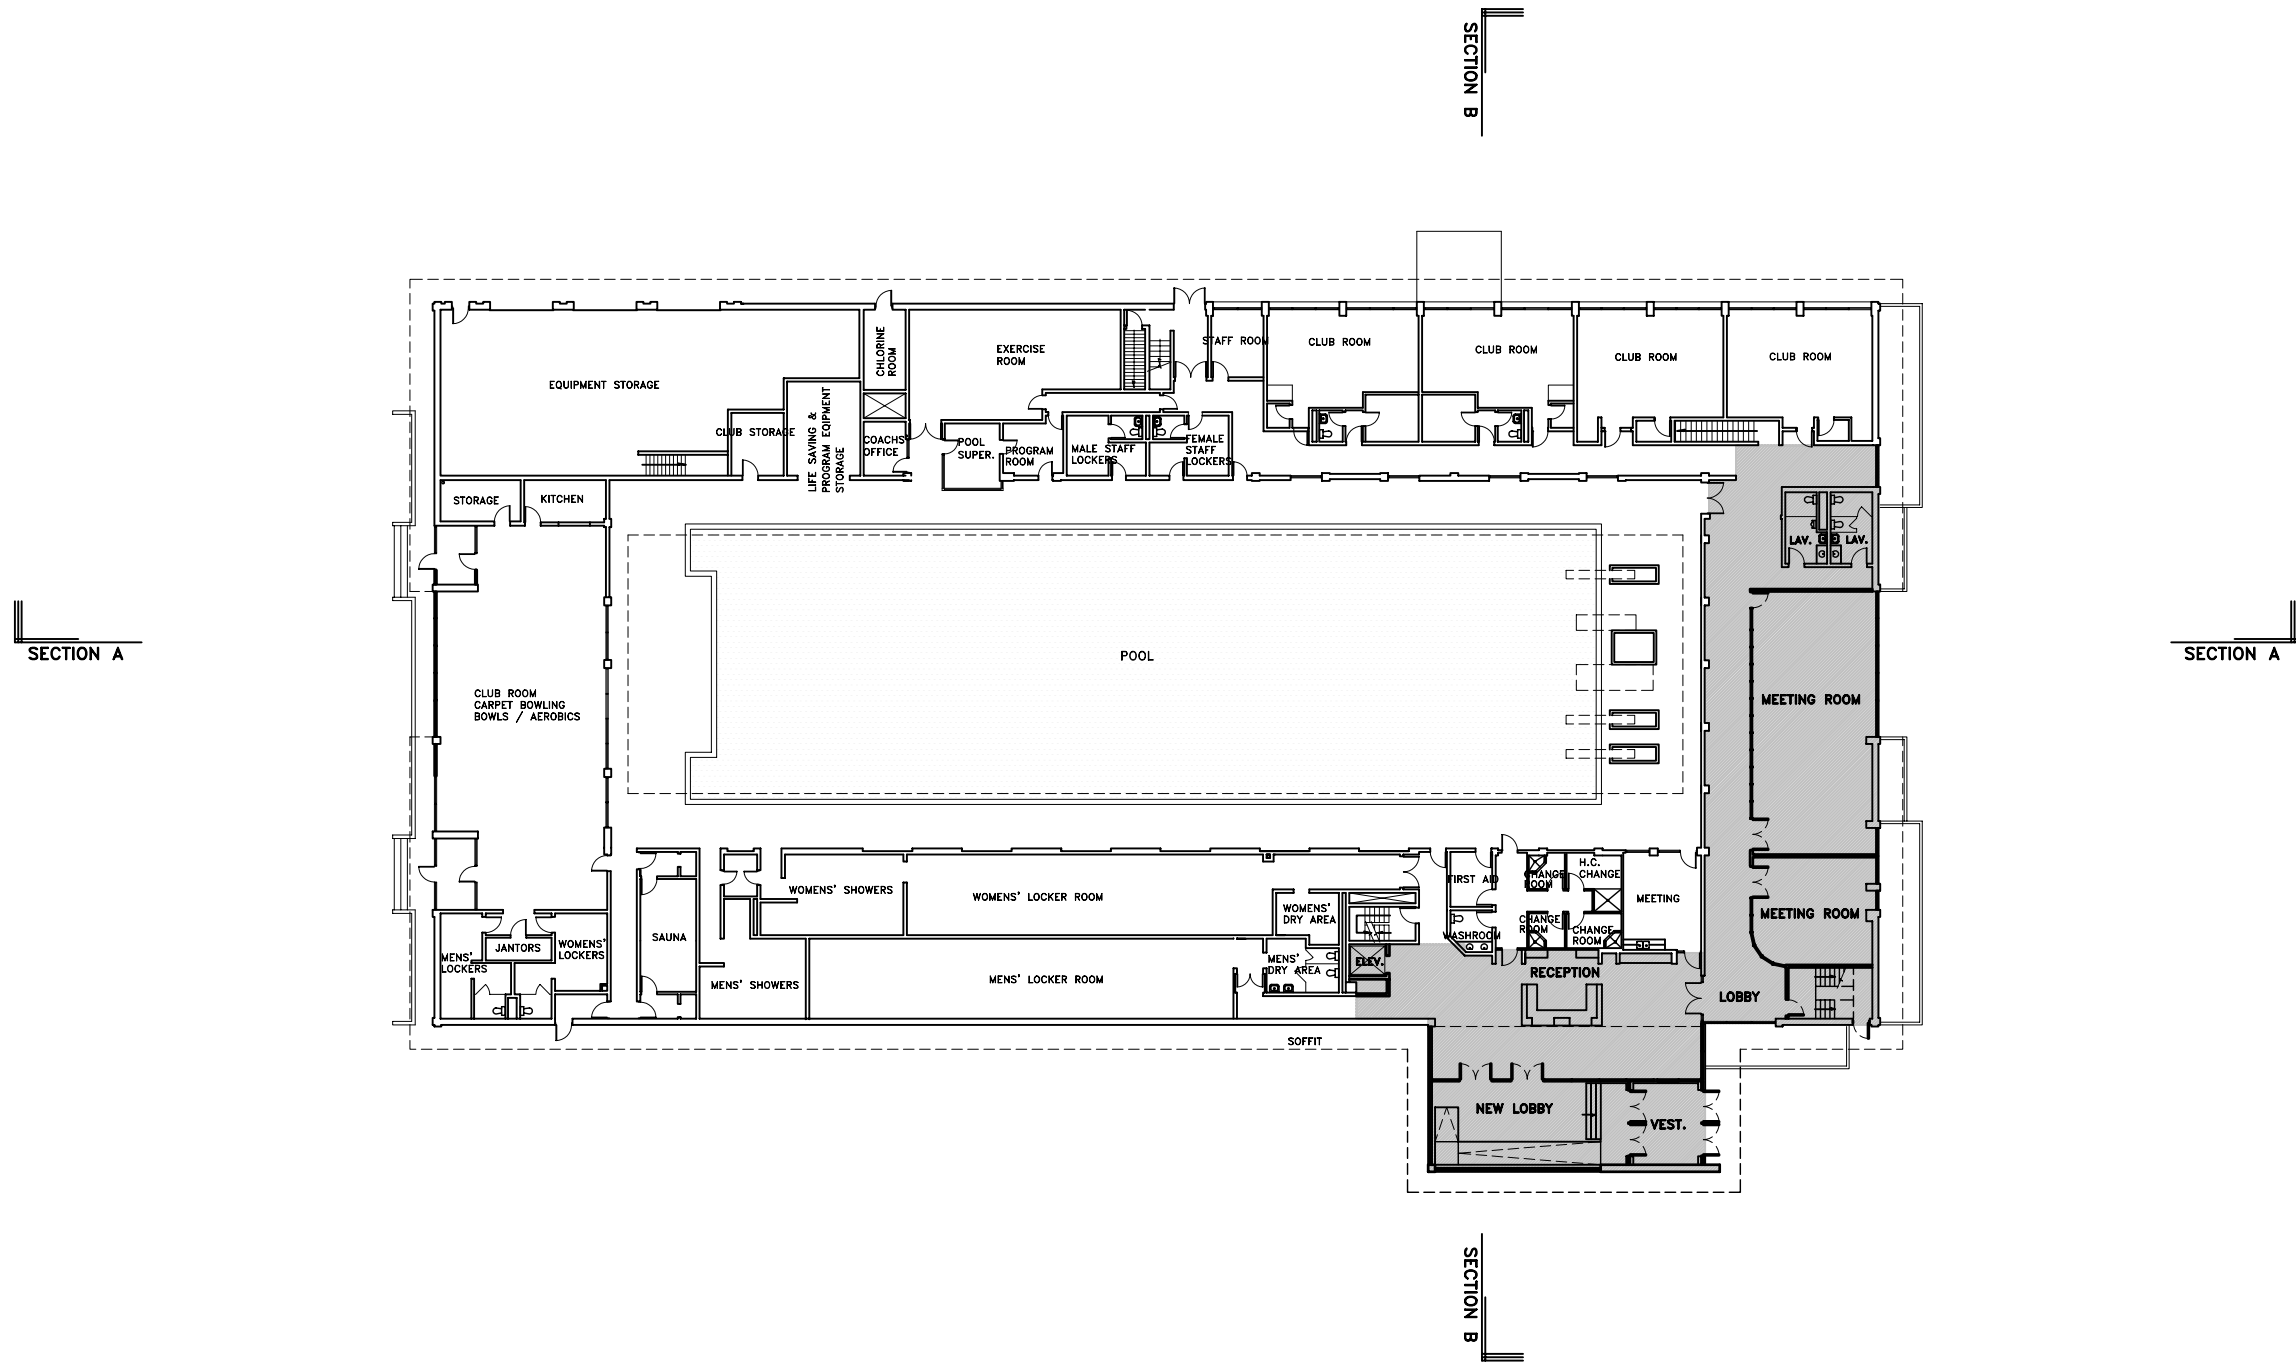 SECTION B
STAFF ROOM
CLUB ROOM
CLUB ROOM
CLUB ROOM
CLUB ROOM
CHLORINE
ROOM
EXERCISE
ROOM
EQUIPMENT STORAGE
LIFE SAVING &
PROGRAM EQIPMENT
STORAGE
CLUB STORAGE
COACHS'
OFFICE
POOL
SUPER.
PROGRAM
ROOM
MALE STAFF
LOCKERS
FEMALE
STAFF
LOCKERS
STORAGE
KITCHEN
LAV.
LAV.
SECTION A
POOL
SECTION A
CLUB ROOM
CARPET BOWLING
BOWLS / AEROBICS
MEETING ROOM
WOMENS' SHOWERS
WOMENS' LOCKER ROOM
FIRST AID
CHANGE
ROOM
H.C.
CHANGE
MEETING
WOMENS'
DRY AREA
CHANGE
ROOM
CHANGE
ROOM
MEETING ROOM
WASHROOM
SAUNA
JANTORS
WOMENS'
LOCKERS
MENS'
LOCKERS
MENS' SHOWERS
MENS' LOCKER ROOM
MENS'
DRY AREA
ELEV.
RECEPTION
LOBBY
SOFFIT
NEW LOBBY
VEST.
SECTION B